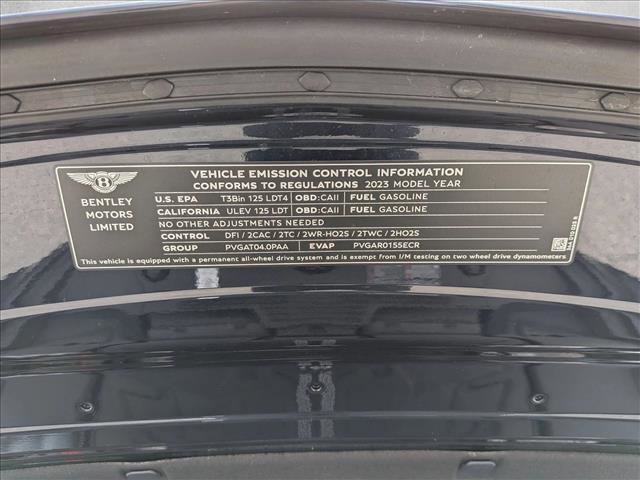 VEHICLE EMISSION CONTROL INFORMATION
CONFORMS TO REGULATIONS 2023 MODEL YEAR
B
BENTLEY
MOTORS
LIMITED
U.S. EPA T3Bin 125 LDT4 OBD:CAII FUEL GASOLINE
CALIFORNIA ULEV 125 LDT OBD:CAII FUEL GASOLINE
NO OTHER ADJUSTMENTS NEEDED
CONTROL DFI / 2CAC / 2TC / 2WR-HO2S / 2TWC / 2HO2S
GROUP PVGAT04.0PAA EVAP PVGAR0155ECR
This vehicle is equipped with a permanent all-wheel drive system and is exempt from I/M testing on two wheel drive dynamometers